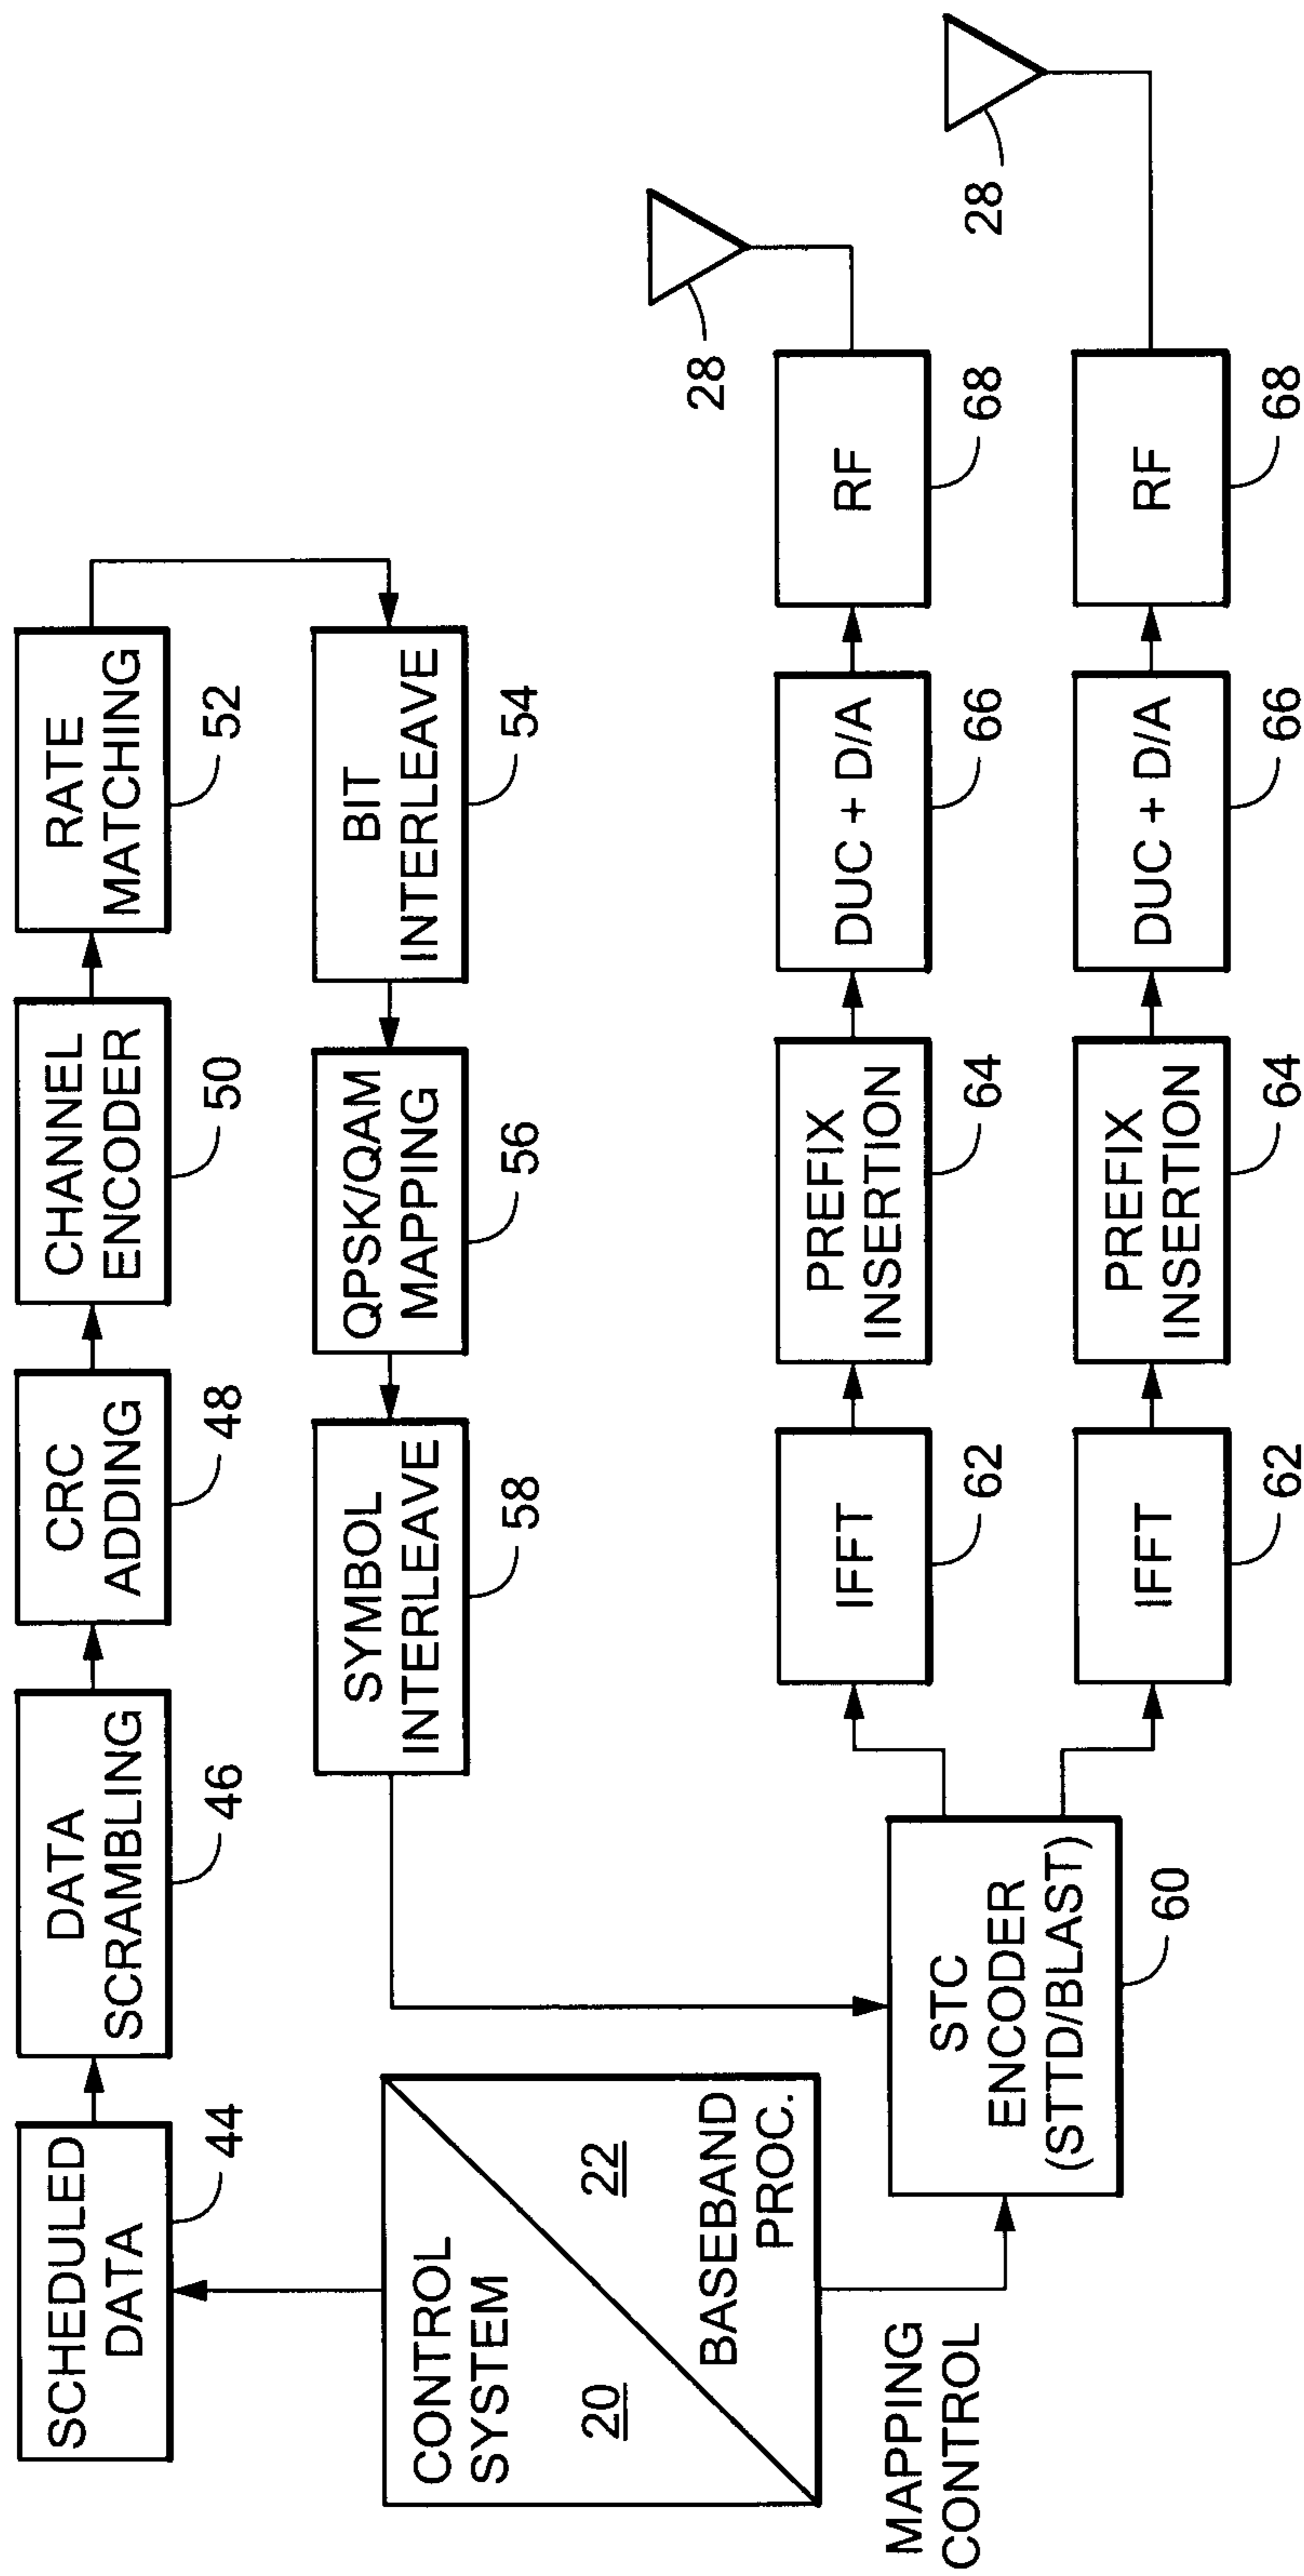 SCHEDULED
DATA
44
DATA
SCRAMBLING
46
CRC
ADDING
48
CHANNEL
ENCODER
50
RATE
MATCHING
52
BIT
INTERLEAVE
54
QPSK/QAM
MAPPING
56
SYMBOL
INTERLEAVE
58
CONTROL
SYSTEM
20
22
BASEBAND
PROC.
MAPPING
CONTROL
STC
ENCODER
(STTD/BLAST)
60
IFFT
62
PREFIX
INSERTION
64
DUC + D/A
66
RF
68
28
IFFT
62
PREFIX
INSERTION
64
DUC + D/A
66
RF
68
28